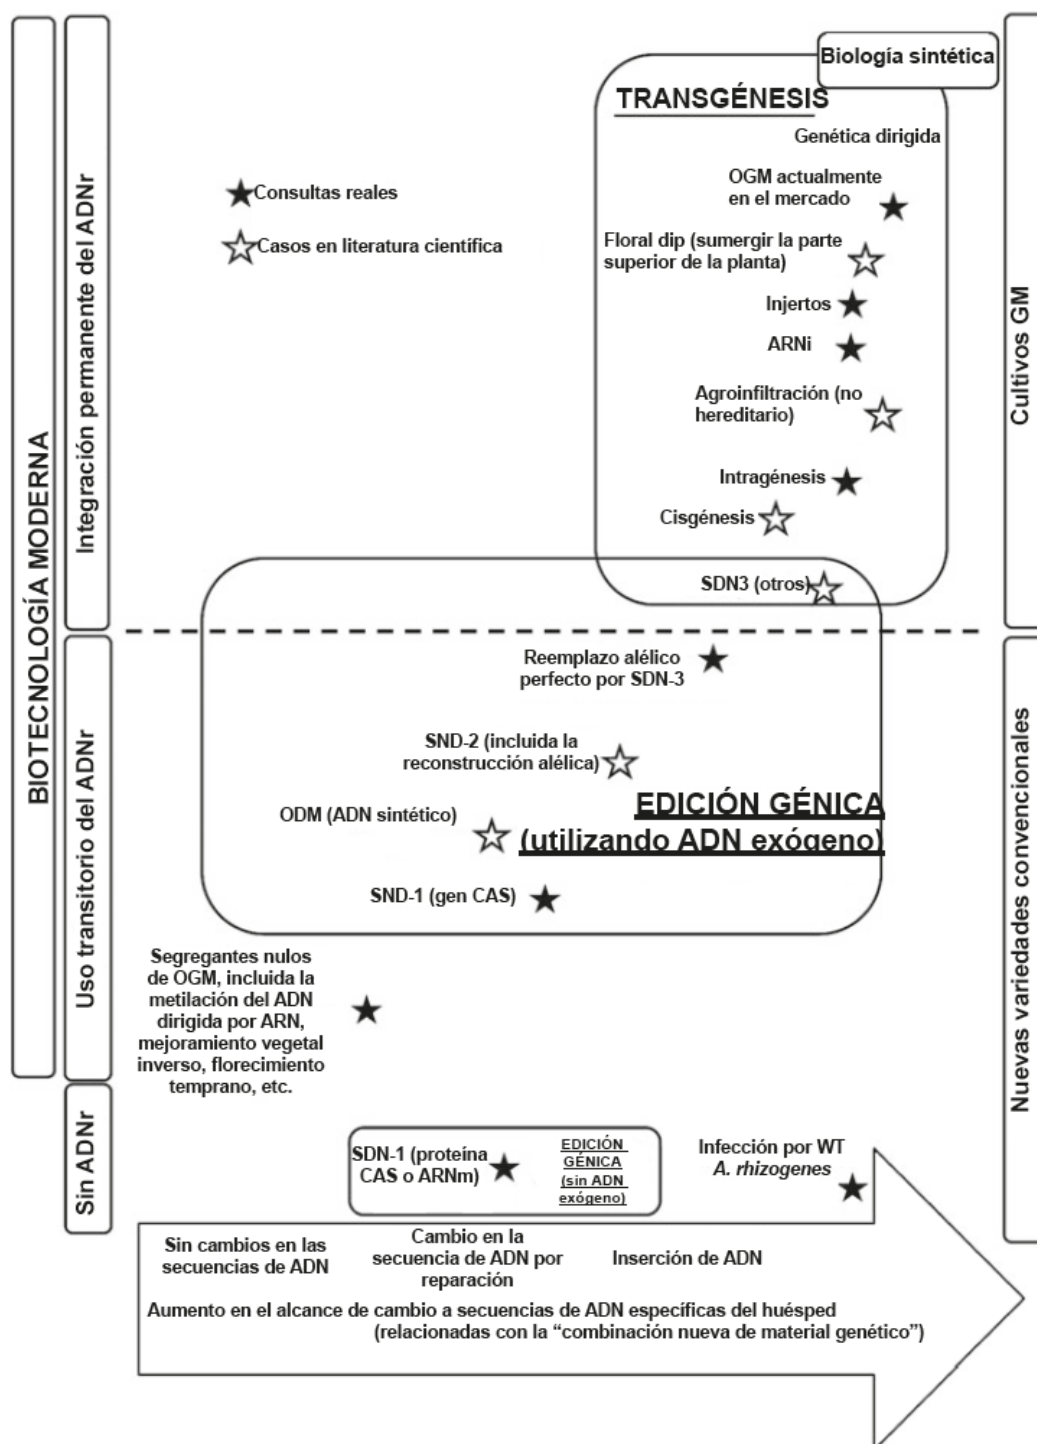 Biología sintética
TRANSGÉNESIS
Genética dirigida
OGM actualmente
en el mercado
Consultas reales
Floral dip (sumergir la parte
superior de la planta)
Casos en literatura científica
Injertos
ARNi
Agroinfiltración (no
hereditario)
Intragénesis
Cisgénesis
SDN3 (otros)
BIOTECNOLOGÍA MODERNA
Integración permanente del ADNr
Cultivos GM
Reemplazo alélico
perfecto por SDN-3
SND-2 (incluida la
reconstrucción alélica)
EDICIÓN GÉNICA
(utilizando ADN exógeno)
ODM (ADN sintético)
SND-1 (gen CAS)
Uso transitorio del ADNr
Nuevas variedades convencionales
Segregantes nulos
de OGM, incluida la
metilación del ADN
dirigida por ARN,
mejoramiento vegetal
inverso, florecimiento
temprano, etc.
Sin ADNr
SDN-1 (proteína
CAS o ARNm)
EDICIÓN
GÉNICA
(sin ADN
exógeno)
Infección por WT
A. rhizogenes
Sin cambios en las
secuencias de ADN
Cambio en la
secuencia de ADN por
reparación
Inserción de ADN
Aumento en el alcance de cambio a secuencias de ADN específicas del huésped
(relacionadas con la “combinación nueva de material genético”)